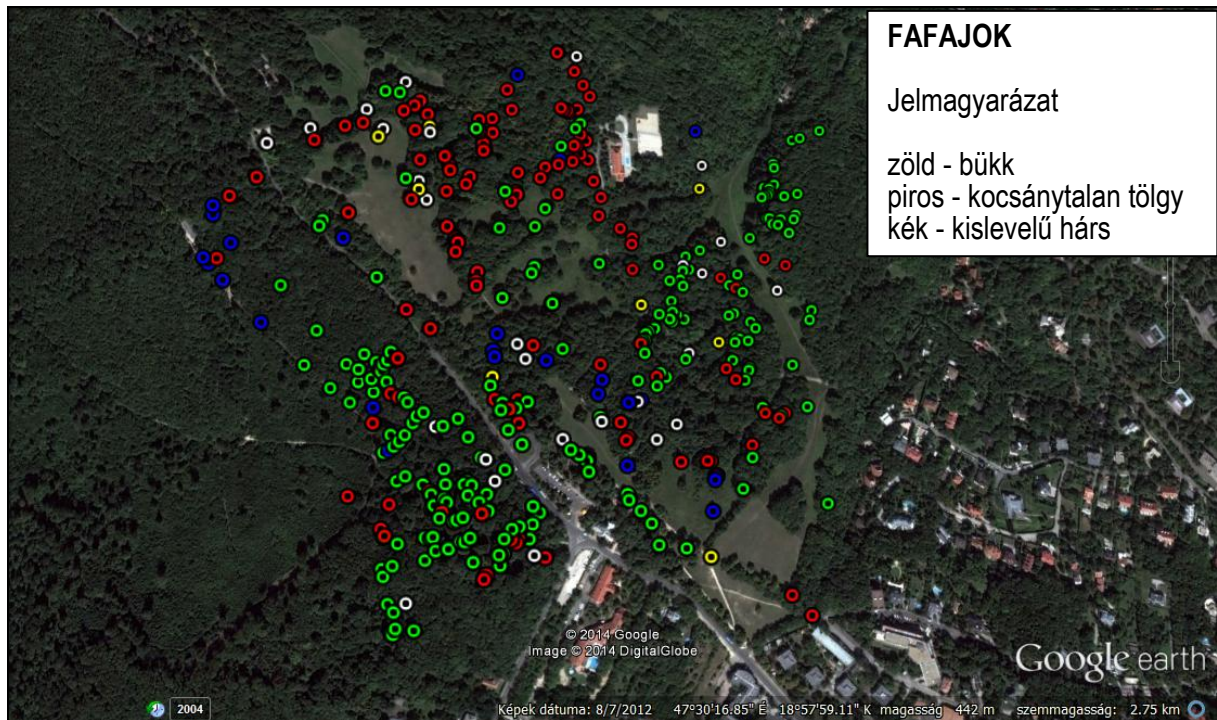 FAFAJOK
Jelmagyarázat
zöld - bükk
piros - kocsánytalan tölgy
kék - kislevelű hárs
© 2014 Google
Image © 2014 DigitalGlobe
Google earth
2004
Képek dátuma: 8/7/2012 47°30'16.85" É 18°57'59.11" K magasság 442 m szemmagasság: 2.75 km